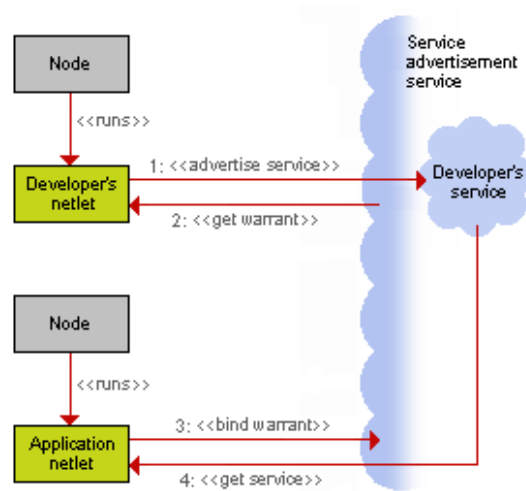 Node
Service
advertisement
service
<<runs>>
1: <<advertise service>>
Developer's
netlet
Developer's
service
2: <<get warrant>>
Node
<<runs>>
3: <<bind warrant>>
Application
netlet
4: <<get service>>